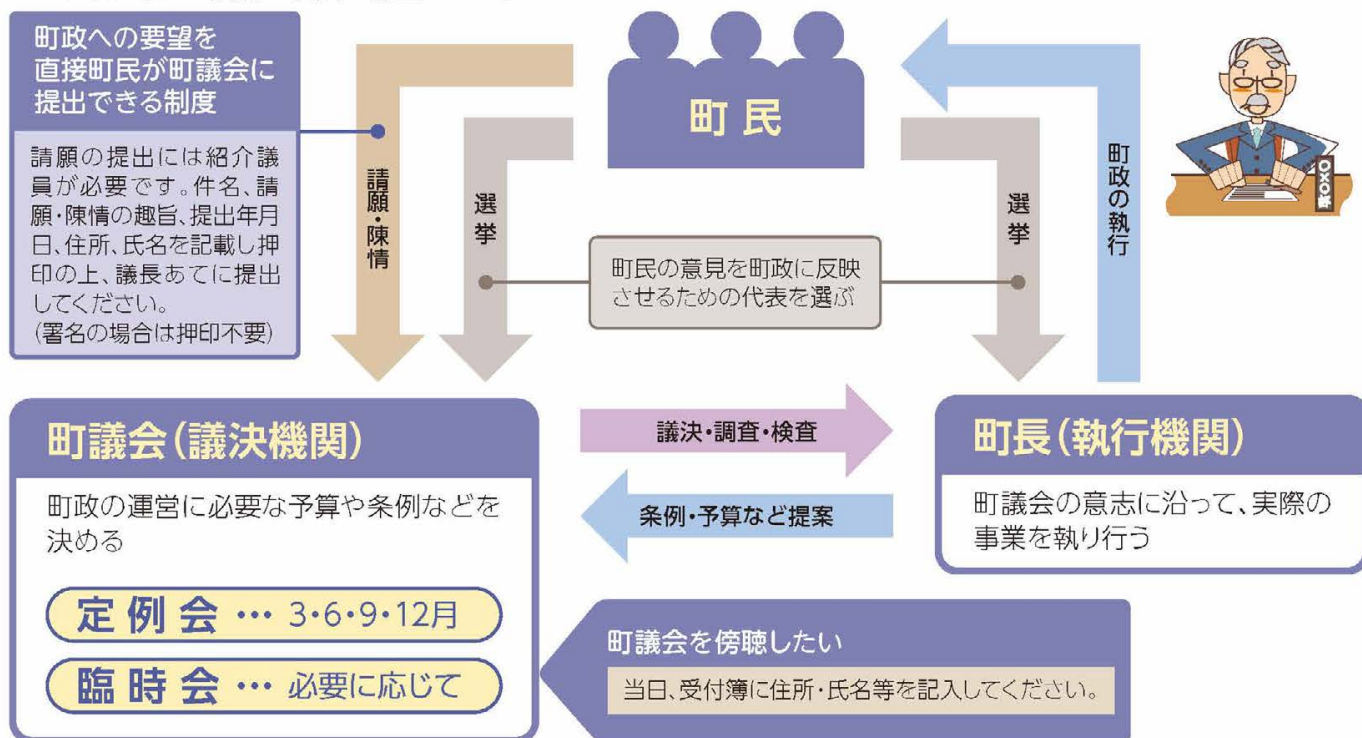 町政への要望を
直接町民が町議会に
提出できる制度
請願の提出には紹介議
員が必要です。件名、請
願・陳情の趣旨、提出年月
日、住所、氏名を記載し押
印の上、議長あてに提出
してください。
(署名の場合は押印不要)
町民
請願・陳情
選挙
選挙
町政の執行
町民の意見を町政に反映
させるための代表を選ぶ
町議会(議決機関)
町政の運営に必要な予算や条例などを
決める
定例会…3・6・9・12月
臨時会…必要に応じて
議決・調査・検査
条例・予算など提案
町長(執行機関)
町議会の意志に沿って、実際の
事業を執り行う
町議会を傍聴したい
当日、受付簿に住所・氏名等を記入してください。